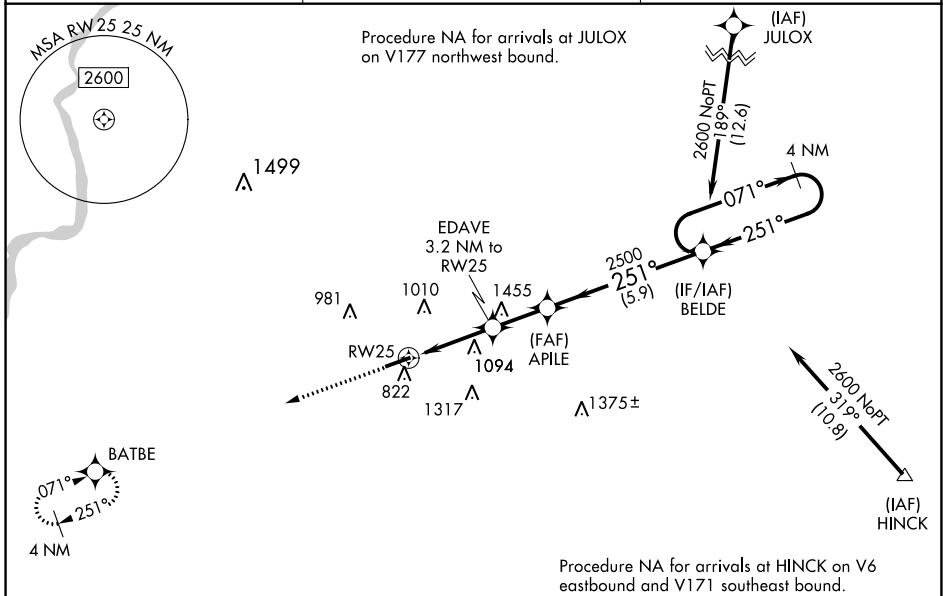 MSA RW25 25 NM
2600
Procedure NA for arrivals at JULOX
on V177 northwest bound.
(IAF)
JULOX
2600 NoPT
189°
(12.6)
4 NM
071°
251°
1499
EDAVE
3.2 NM to
RW25
2500
251°
(5.9)
(IF/IAF)
BELDE
981
1010
1455
(FAF)
APILE
RW25
1094
822
1317
1375±
2600 NoPT
319°
(10.8)
(IAF)
HINCK
BATBE
071°
251°
4 NM
Procedure NA for arrivals at HINCK on V6
eastbound and V171 southeast bound.